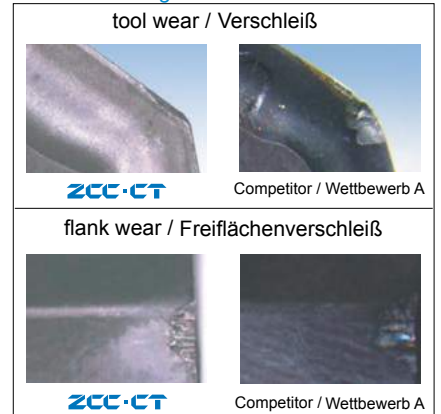 tool wear / Verschleiß
ZCC-CT
Competitor / Wettbewerb A
flank wear / Freiflächenverschleiß
ZCC-CT
Competitor / Wettbewerb A